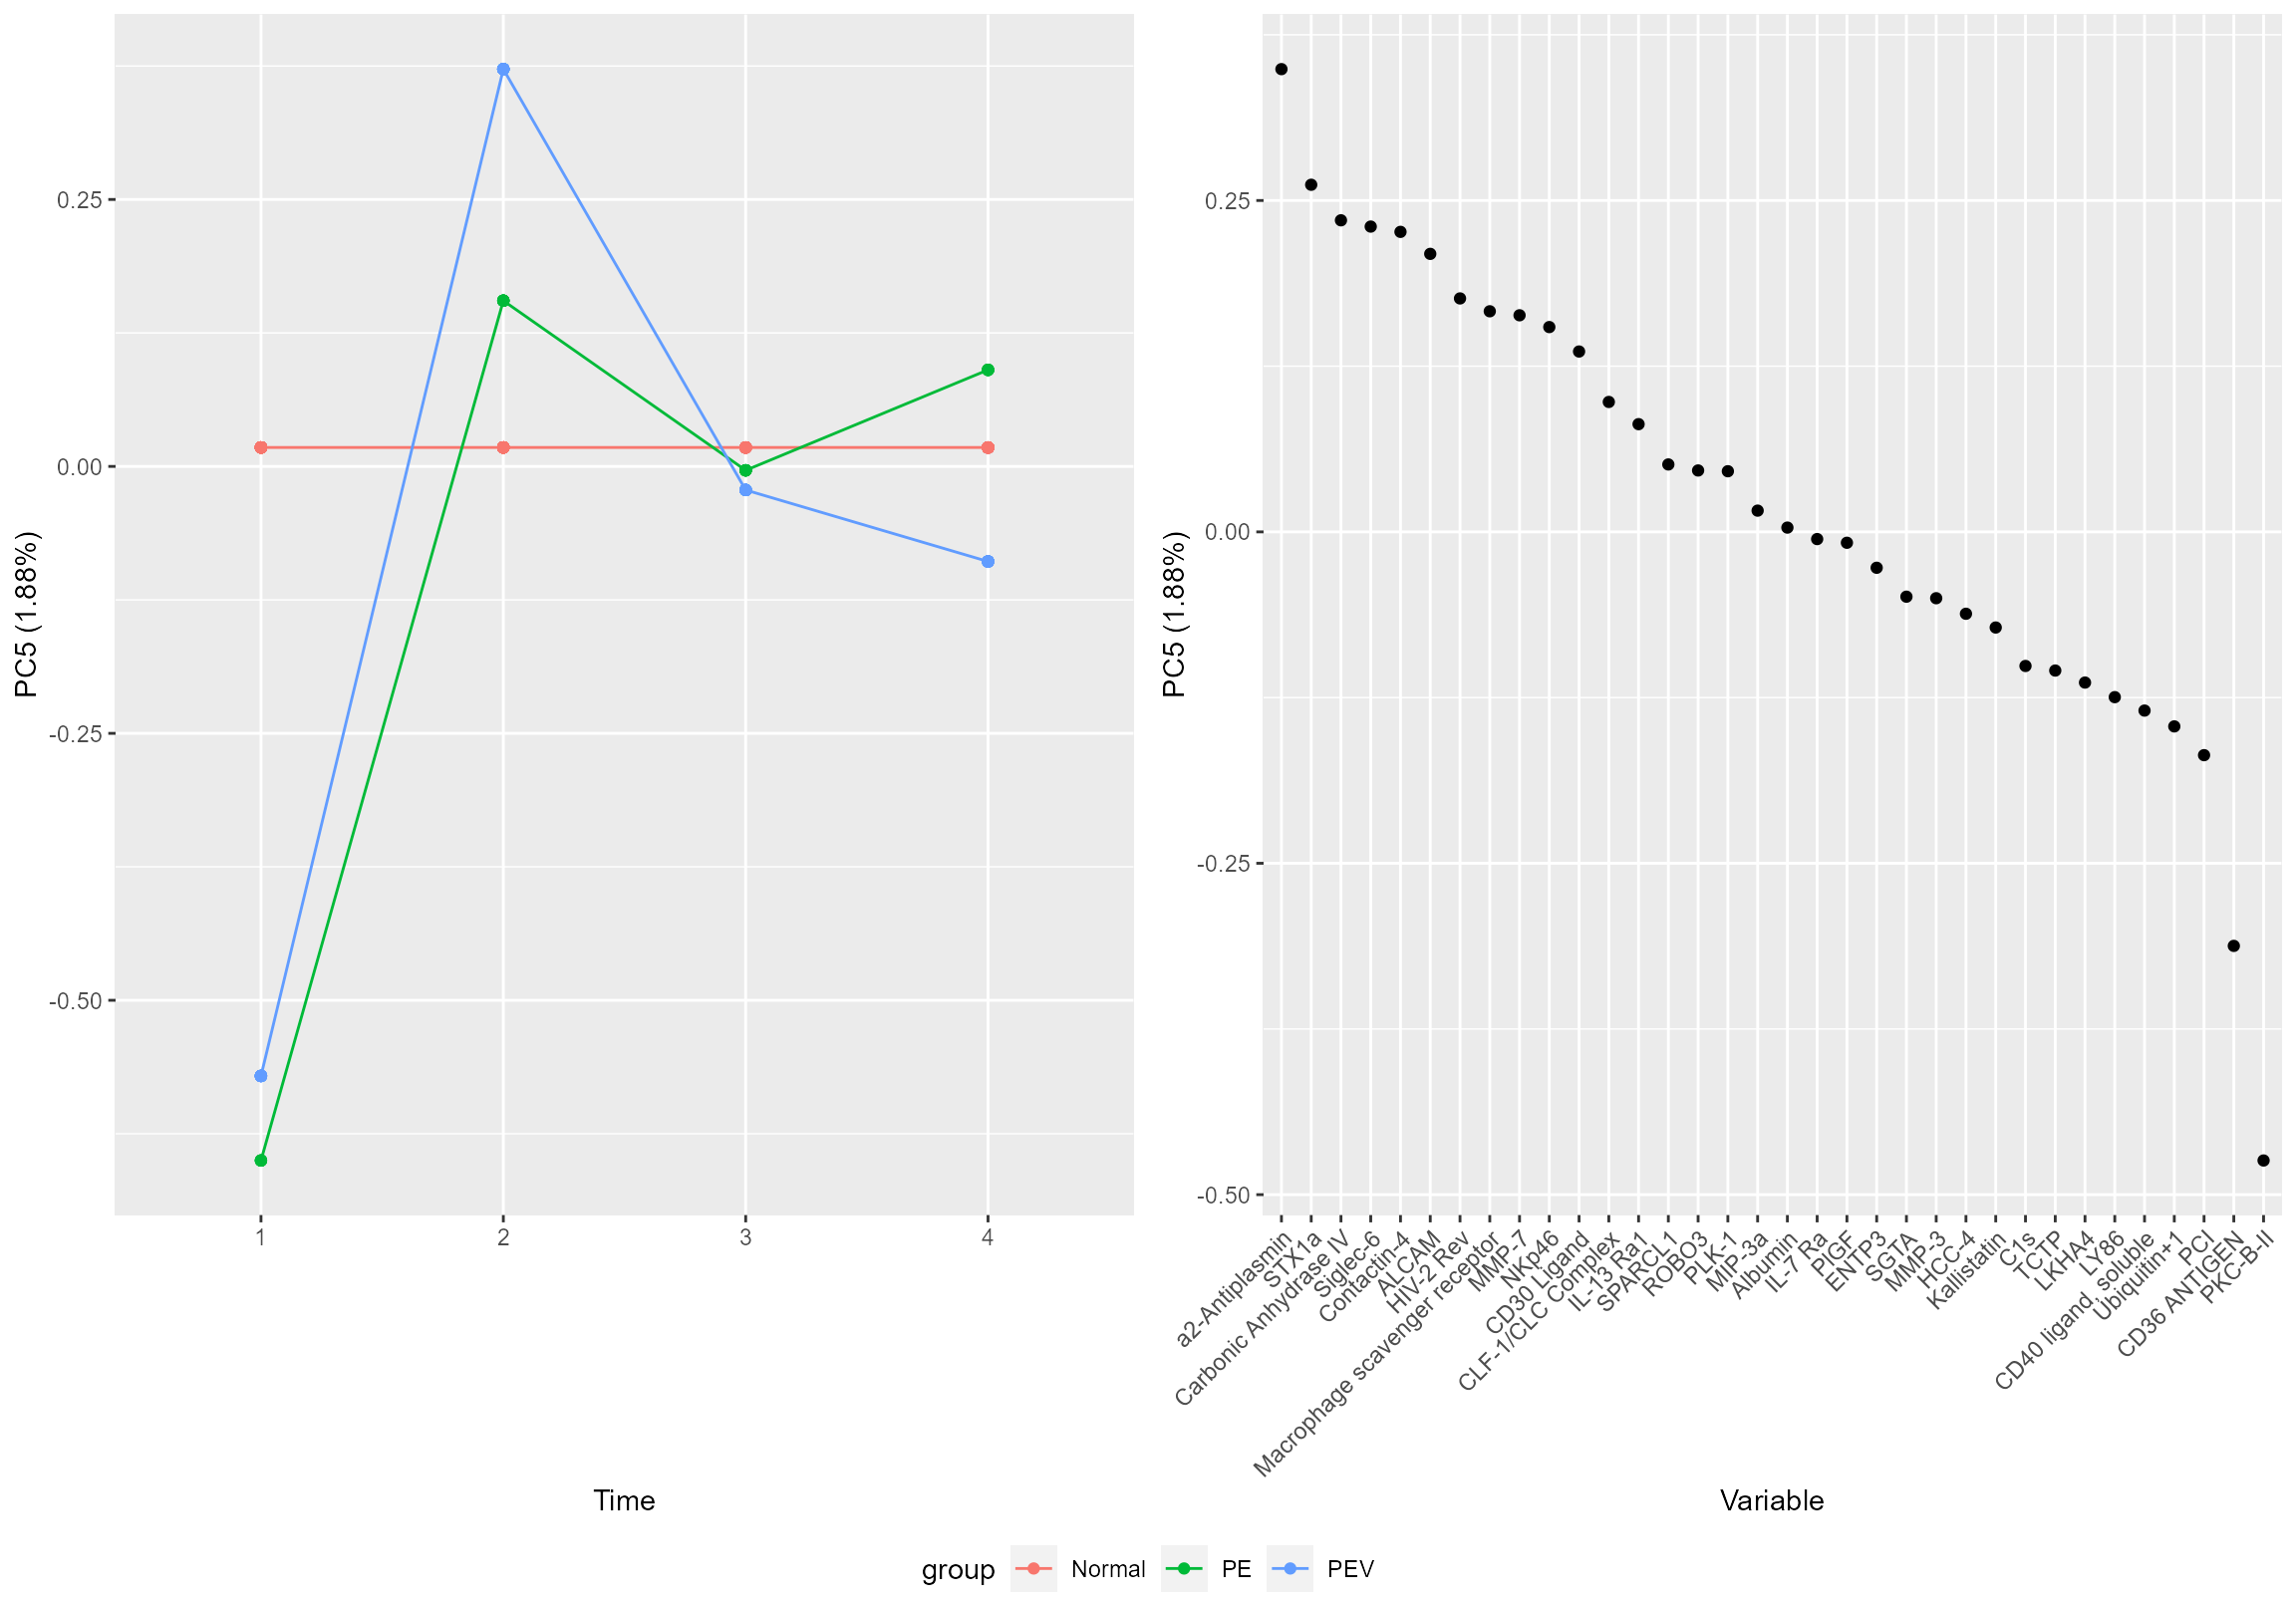 PC5 (1.88%)
0.25
0.00
-0.25
-0.50
1
2
3
4
Time
PC5 (1.88%)
0.25
0.00
-0.25
-0.50
a2-Antiplasmin
STX1a
Carbonic Anhydrase IV
Siglec-6
Contactin-4
ALCAM
HIV-2 Rev
Macrophage scavenger receptor
MMP-7
NKp46
CD30 Ligand
CLF-1/CLC Complex
IL-13 Ra1
SPARCL1
ROBO3
PLK-1
MIP-3a
Albumin
IL-7 Ra
PIGF
ENTP3
SGTA
MMP-3
HCC-4
Kallistatin
C1s
TCTP
LKHA4
LY86
CD40 ligand, soluble
Ubiquitin+1
PCI
CD36 ANTIGEN
PKC-B-II
Variable
group Normal PE PEV